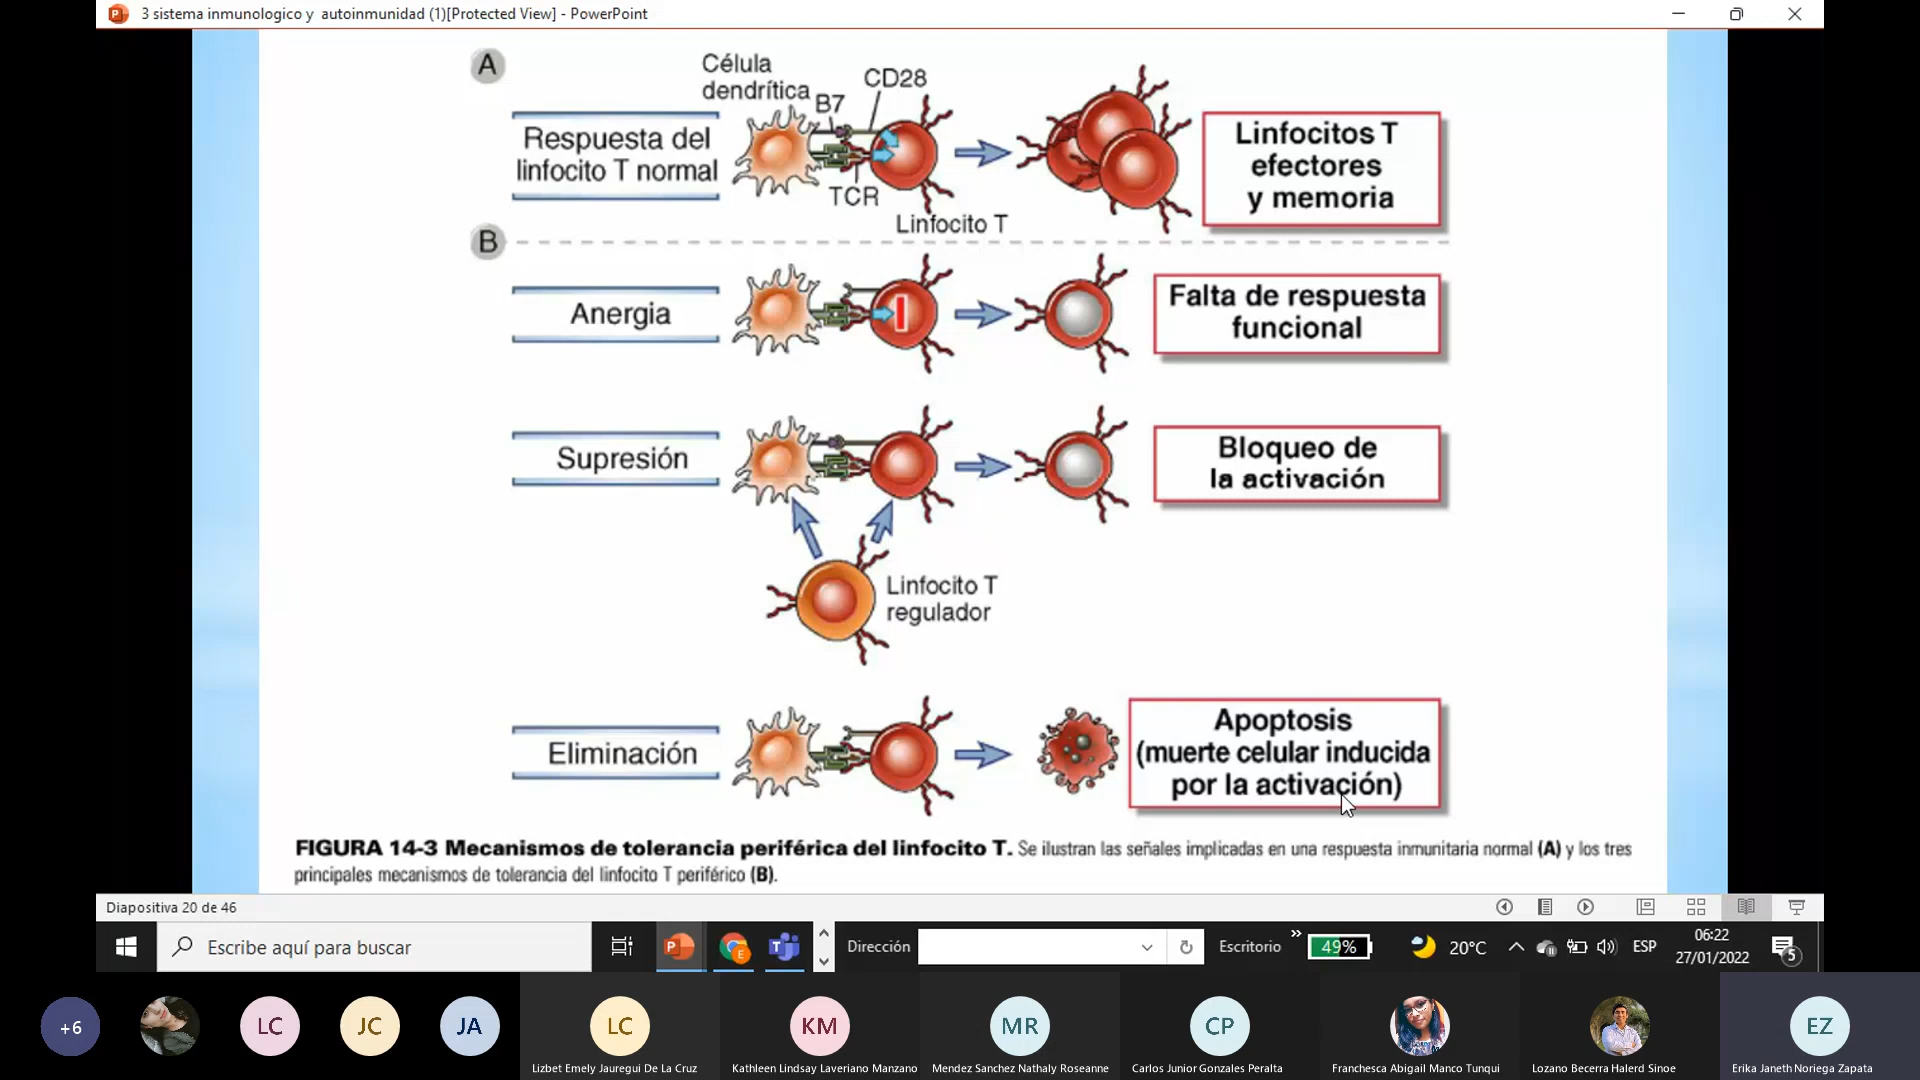 3 sistema inmunologico y  autoinmunidad (1)[Protected View] - PowerPoint
A
Célula
dendrítica
B7
CD28
Respuesta del
linfocito T normal
TCR
Linfocito T
Linfocitos T
efectores
y memoria
B
Anergia
Falta de respuesta
funcional
Supresión
Bloqueo de
la activación
Linfocito T
regulador
Eliminación
Apoptosis
(muerte celular inducida
por la activación)
FIGURA 14-3 Mecanismos de tolerancia periférica del linfocito T. Se ilustran las señales implicadas en una respuesta inmunitaria normal (A) y los tres
principales mecanismos de tolerancia del linfocito T periférico (B).
Diapositiva 20 de 46
Escribe aquí para buscar
Dirección
Escritorio
»
49%
20°C
ESP
06:22
27/01/2022
5
+6
LC
JC
JA
LC
KM
MR
CP
EZ
Lizbet Emely Jauregui De La Cruz
Kathleen Lindsay Laveriano Manzano
Mendez Sanchez Nathaly Roseanne
Carlos Junior Gonzales Peralta
Franchesca Abigail Manco Tunqui
Lozano Becerra Halerd Sinoe
Erika Janeth Noriega Zapata